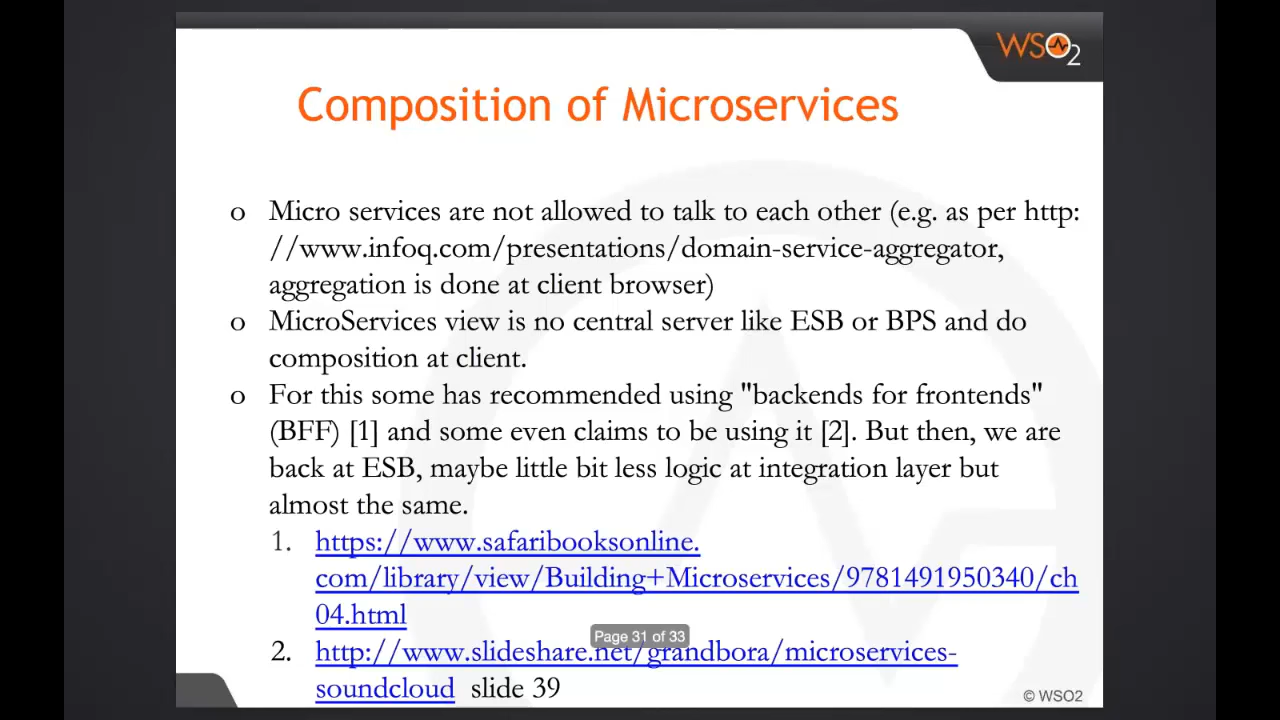 WSO2
Composition of Microservices
o Micro services are not allowed to talk to each other (e.g. as per http:
//www.infoq.com/presentations/domain-service-aggregator,
aggregation is done at client browser)
o MicroServices view is no central server like ESB or BPS and do
composition at client.
o For this some has recommended using "backends for frontends"
(BFF) [1] and some even claims to be using it [2]. But then, we are
back at ESB, maybe little bit less logic at integration layer but
almost the same.
1. https://www.safaribooksonline.
com/library/view/Building+Microservices/9781491950340/ch
04.html
Page 31 of 33
2. http://www.slideshare.net/grandbora/microservices-
soundcloud slide 39
© WSO2